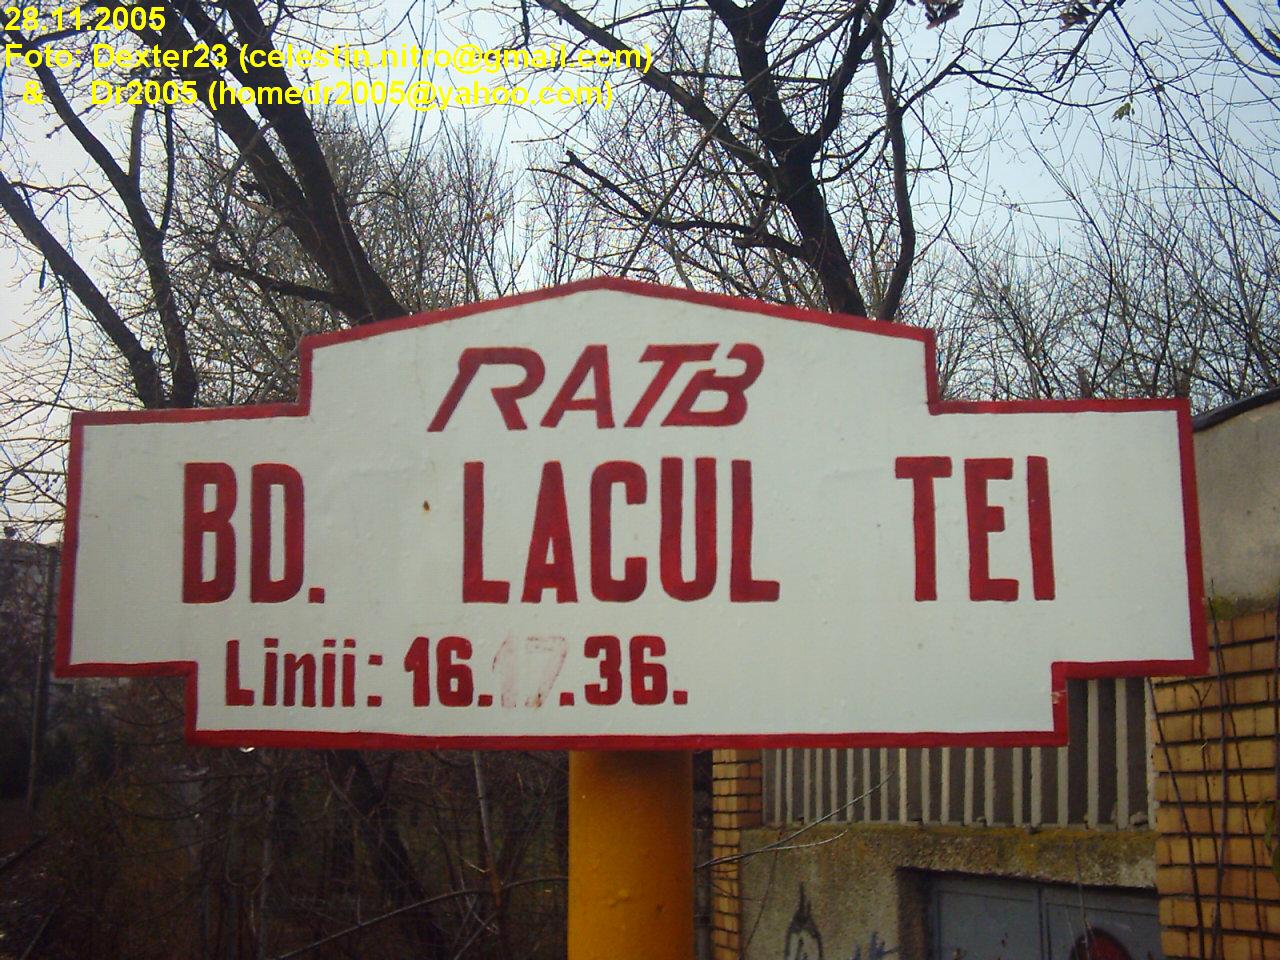 28.11.2005
Foto: Dexter23 (celestin.nitro@gmail.com)
& Dr2005 (homedr2005@yahoo.com)
RATB
BD. LACUL TEI
Linii: 16.17.36.